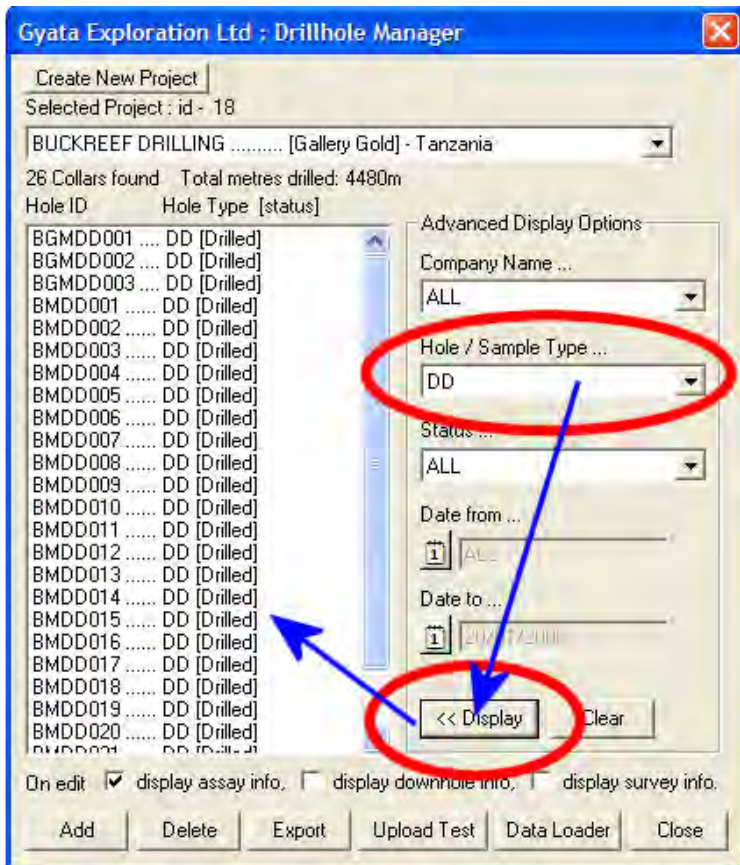 Gyata Exploration Ltd : Drillhole Manager
Create New Project
Selected Project : id - 18
BUCKREEF DRILLING .......... [Gallery Gold] - Tanzania
26 Collars found Total metres drilled: 4480m
Hole ID Hole Type [status]
BGMDD001 .... DD [Drilled]
BGMDD002 .... DD [Drilled]
BGMDD003 .... DD [Drilled]
BMDD001 ...... DD [Drilled]
BMDD002 ...... DD [Drilled]
BMDD003 ...... DD [Drilled]
BMDD004 ...... DD [Drilled]
BMDD005 ...... DD [Drilled]
BMDD006 ...... DD [Drilled]
BMDD007 ...... DD [Drilled]
BMDD008 ...... DD [Drilled]
BMDD009 ...... DD [Drilled]
BMDD010 ...... DD [Drilled]
BMDD011 ...... DD [Drilled]
BMDD012 ...... DD [Drilled]
BMDD013 ...... DD [Drilled]
BMDD014 ...... DD [Drilled]
BMDD015 ...... DD [Drilled]
BMDD016 ...... DD [Drilled]
BMDD017 ...... DD [Drilled]
BMDD018 ...... DD [Drilled]
BMDD019 ...... DD [Drilled]
BMDD020 ...... DD [Drilled]
BMDD021 ...... DD [Drilled]
Advanced Display Options
Company Name ...
ALL
Hole / Sample Type ...
DD
Status ...
ALL
Date from ...
1 ALL
Date to ...
1
<< Display Clear
On edit display assay info, display downhole info, display survey info.
Add Delete Export Upload Test Data Loader Close